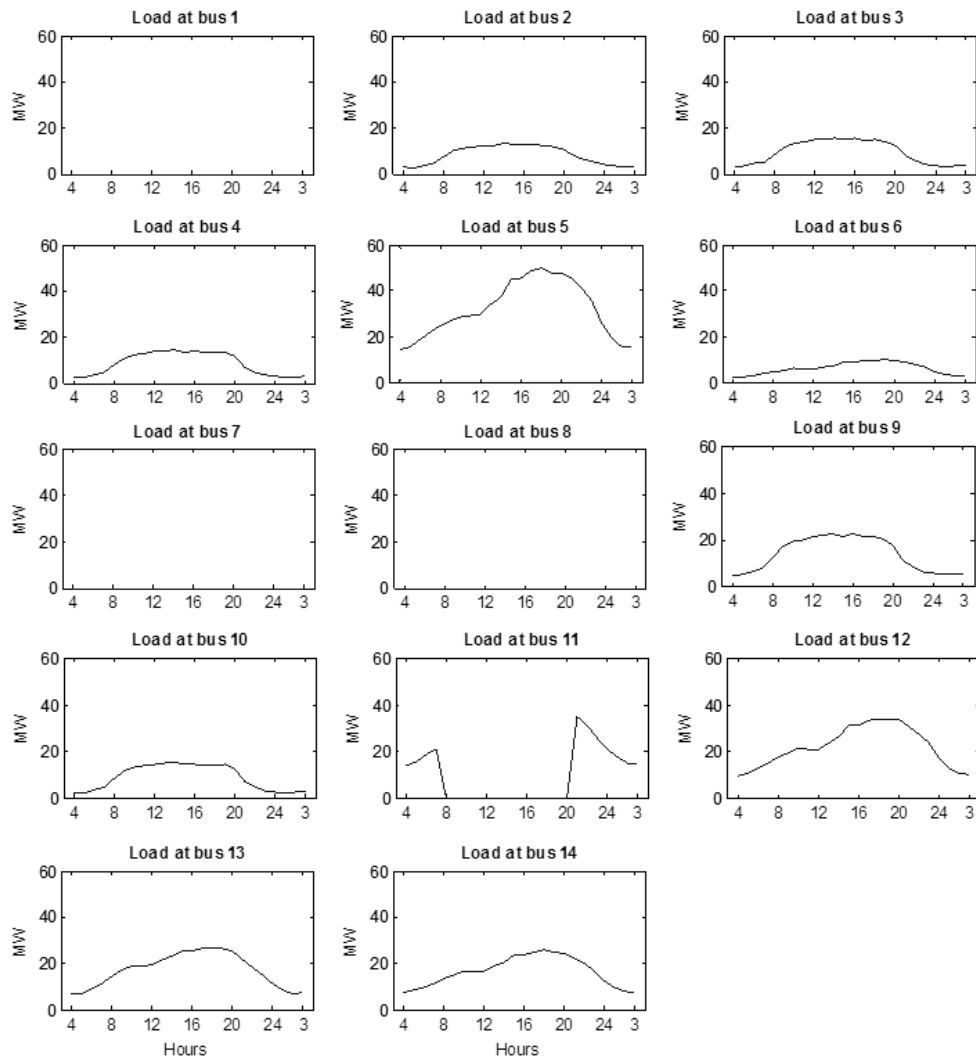 Load at bus 1
60
40
20
0
MW
4 8 12 16 20 24 3
Load at bus 2
60
40
20
0
MW
4 8 12 16 20 24 3
Load at bus 3
60
40
20
0
MW
4 8 12 16 20 24 3
Load at bus 4
60
40
20
0
MW
4 8 12 16 20 24 3
Load at bus 5
60
40
20
0
MW
4 8 12 16 20 24 3
Load at bus 6
60
40
20
0
MW
4 8 12 16 20 24 3
Load at bus 7
60
40
20
0
MW
4 8 12 16 20 24 3
Load at bus 8
60
40
20
0
MW
4 8 12 16 20 24 3
Load at bus 9
60
40
20
0
MW
4 8 12 16 20 24 3
Load at bus 10
60
40
20
0
MW
4 8 12 16 20 24 3
Load at bus 11
60
40
20
0
MW
4 8 12 16 20 24 3
Load at bus 12
60
40
20
0
MW
4 8 12 16 20 24 3
Load at bus 13
60
40
20
0
MW
4 8 12 16 20 24 3
Hours
Load at bus 14
60
40
20
0
MW
4 8 12 16 20 24 3
Hours